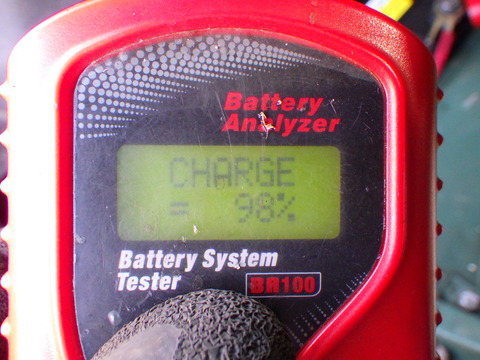 Battery
Analyzer
CHARGE
= 98%
Battery System
Tester BA100